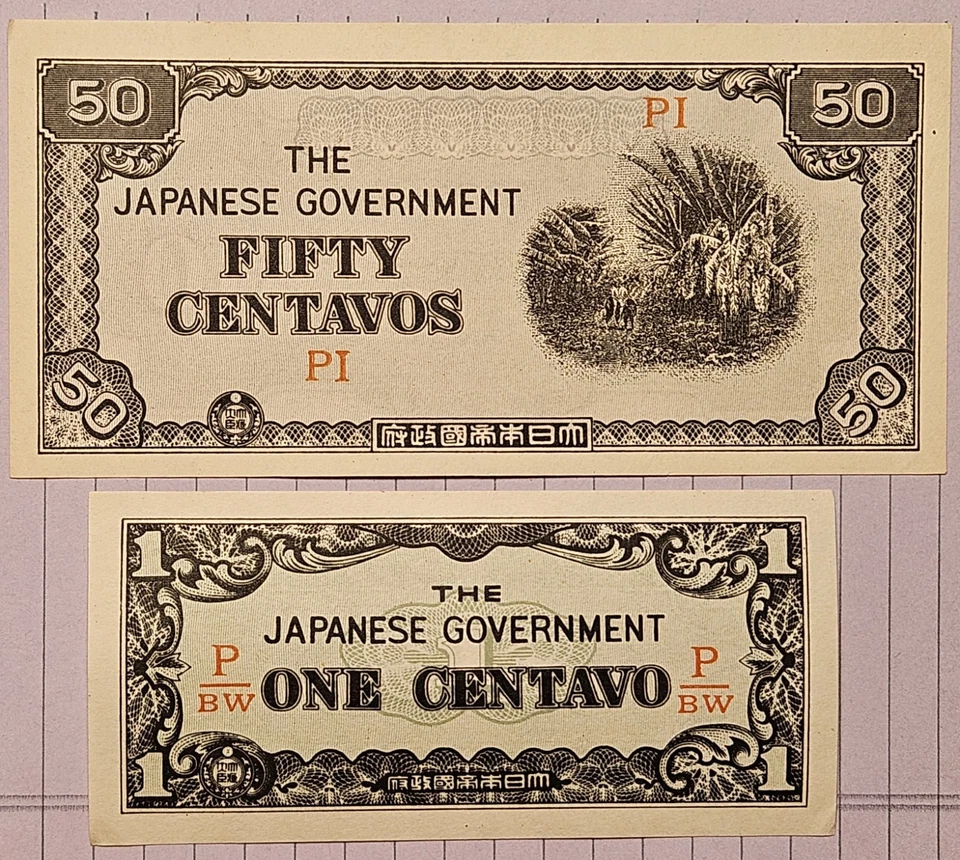 50 50
PI
THE
JAPANESE GOVERNMENT
FIFTY
CENTAVOS
PI
50 50
府政國帝本日大
1 1
THE
JAPANESE GOVERNMENT
P P
BW ONE CENTAVO BW
1 1
府政國帝本日大